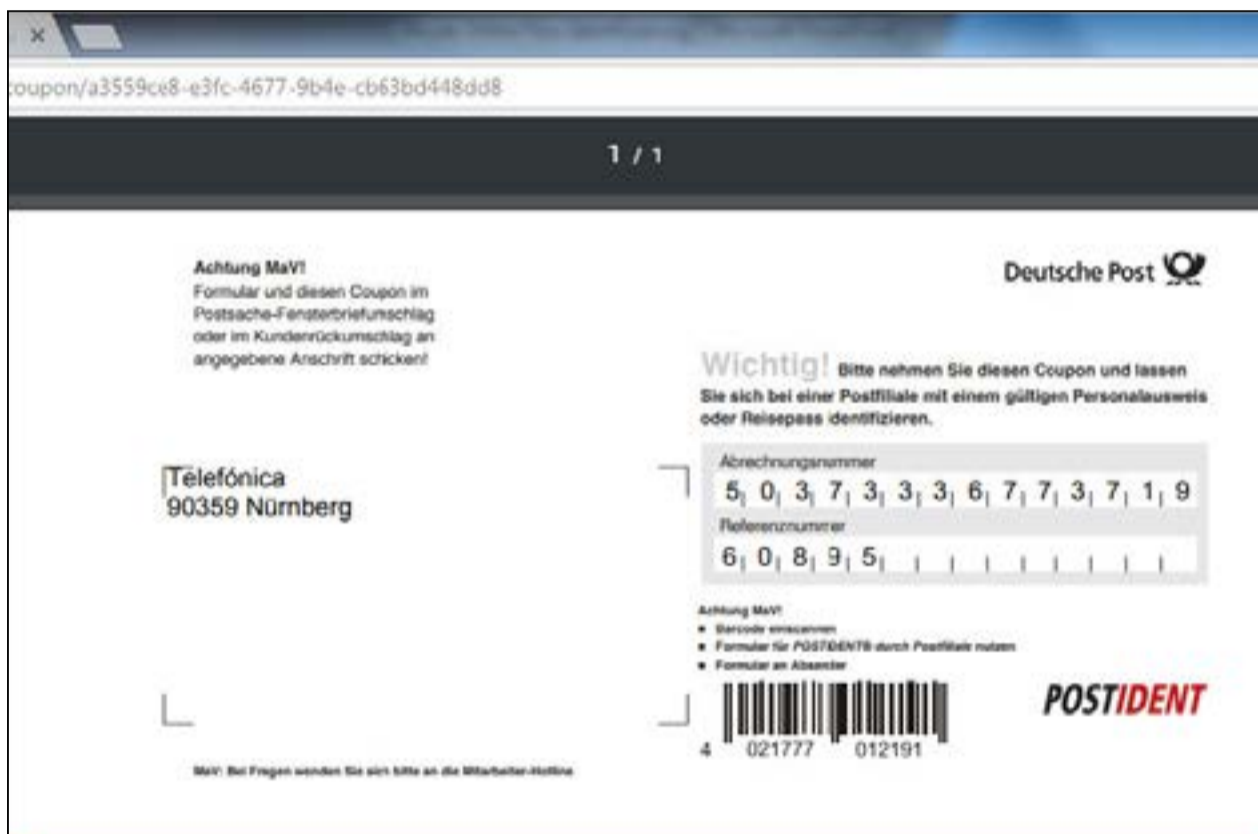 coupon/a3559ce8-e3fc-4677-9b4e-cb63bd448dd8
1 / 1
Achtung MaV!
Formular und diesen Coupon im
Postsache-Fensterbriefumschlag
oder im Kundenrückumschlag an
angegebene Anschrift schicken!
Telefónica
90359 Nürnberg
MaV: Bei Fragen wenden Sie sich bitte an die Mitarbeiter-Hotline
Deutsche Post
Wichtig! Bitte nehmen Sie diesen Coupon und lassen
Sie sich bei einer Postfiliale mit einem gültigen Personalausweis
oder Reisepass identifizieren.
Abrechnungsnummer
5 0 3 7 3 3 3 6 7 7 3 7 1 9
Referenznummer
6 0 8 9 5
Achtung MaV!
Barcode einscannen
Formular für POSTIDENT® durch Postfiliale nutzen
Formular an Absender
POSTIDENT
4 021777 012191